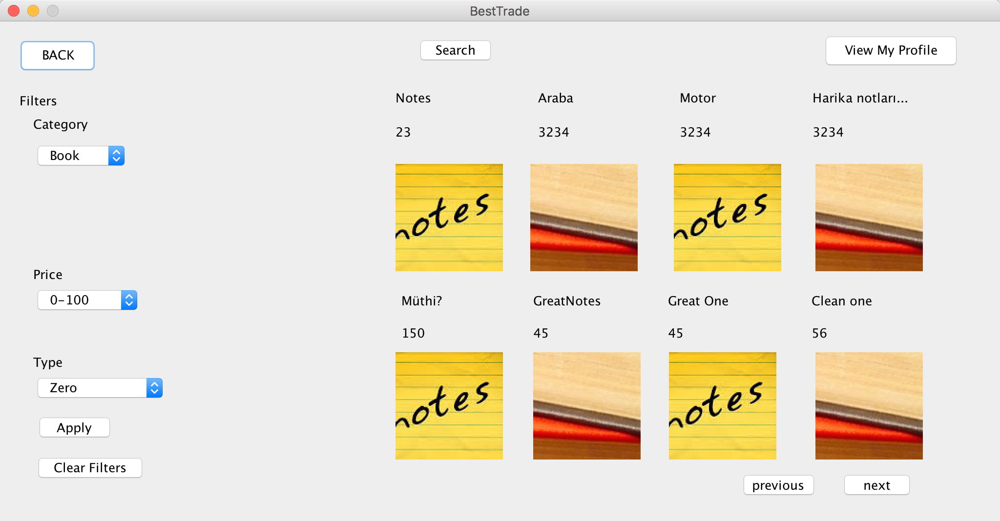 BestTrade
BACK
Search
View My Profile
Filters
Category
Book
Price
0-100
Type
Zero
Apply
Clear Filters
Notes
Araba
Motor
Harika notları...
23
3234
3234
3234
notes
notes
Müthi?
GreatNotes
Great One
Clean one
150
45
45
56
notes
notes
previous
next